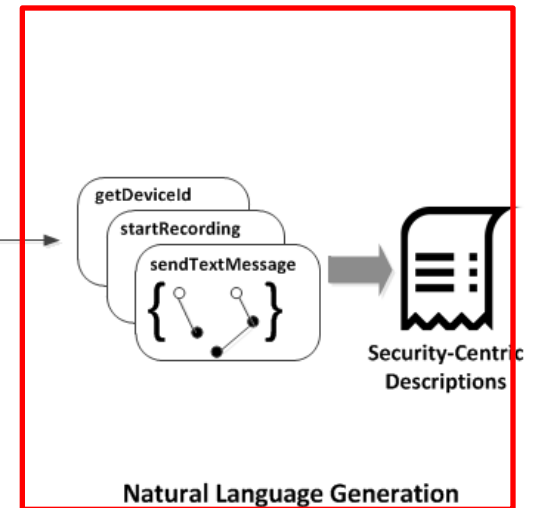 getDeviceId
startRecording
sendTextMessage
{ }
Security-Centric
Descriptions
Natural Language Generation